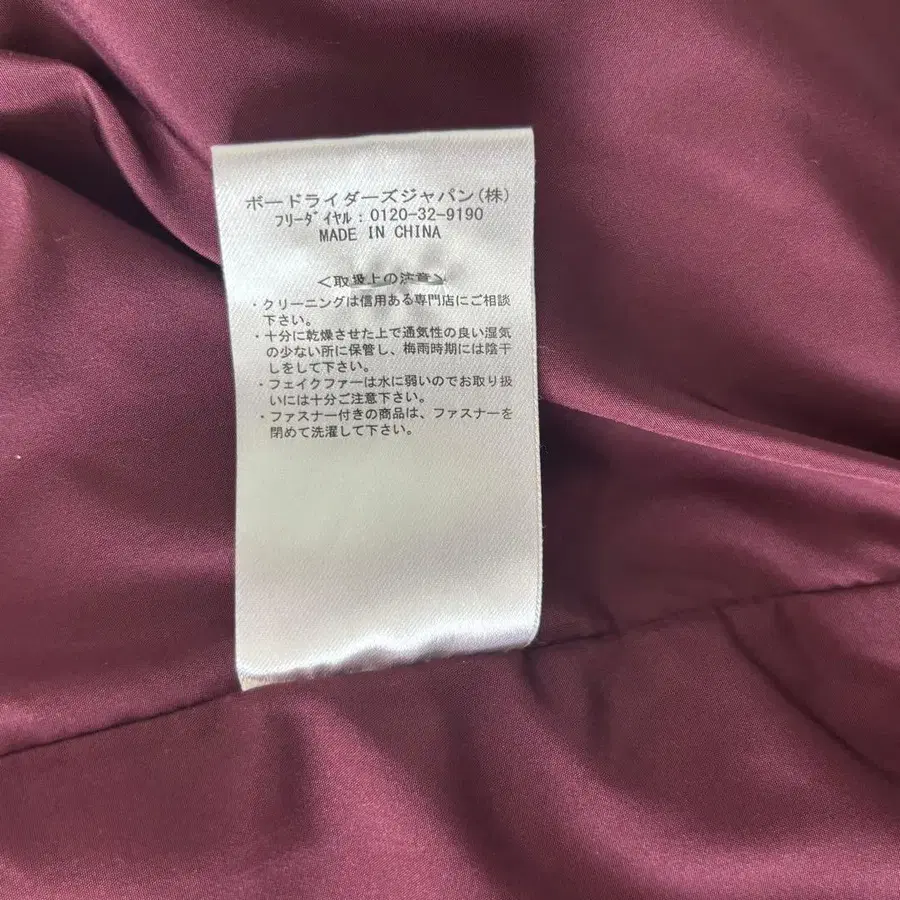 ボードライダーズジャパン(株)
フリーダイヤル:0120-32-9190
MADE IN CHINA
<取扱上の注意>
・クリーニングは信用ある専門店にご相談
下さい。
・十分に乾燥させた上で通気性の良い湿気
の少ない所に保管し、梅雨時期には陰干
しをして下さい。
・フェイクファーは水に弱いのでお取り扱
いには十分ご注意下さい。
・ファスナー付きの商品は、ファスナーを
閉めて洗濯して下さい。